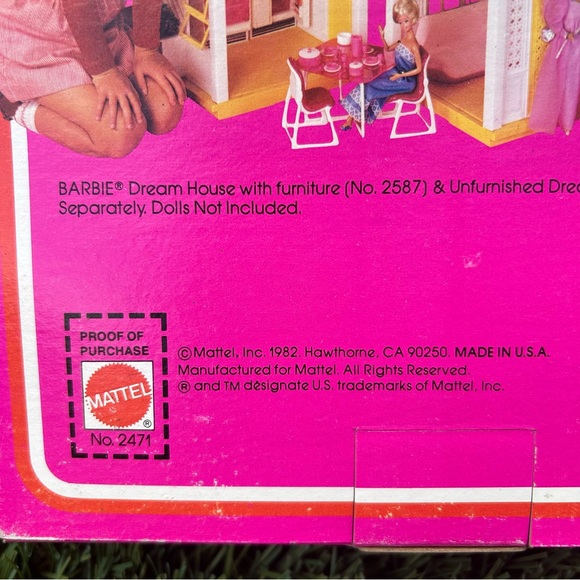 BARBIE® Dream House with furniture (No. 2587) & Unfurnished
Separately. Dolls Not Included.
PROOF OF
PURCHASE
MATTEL
®
No. 2471
©Mattel, Inc. 1982. Hawthorne, CA 90250. MADE IN U.S.A.
Manufactured for Mattel. All Rights Reserved.
® and TM designate U.S. trademarks of Mattel, Inc.